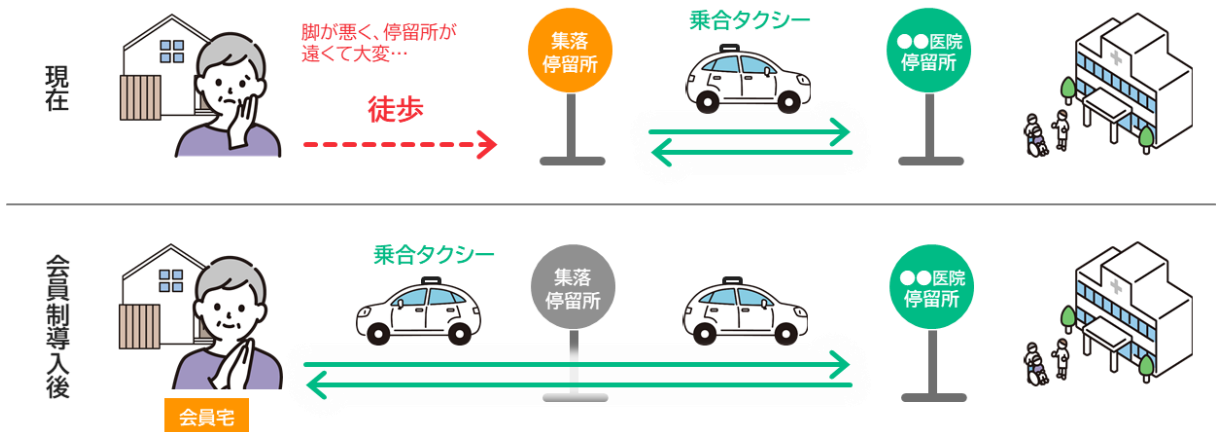 現在
脚が悪く、停留所が
遠くて大変…
徒歩
集落
停留所
乗合タクシー
●●医院
停留所
会員制導入後
会員宅
乗合タクシー
集落
停留所
●●医院
停留所